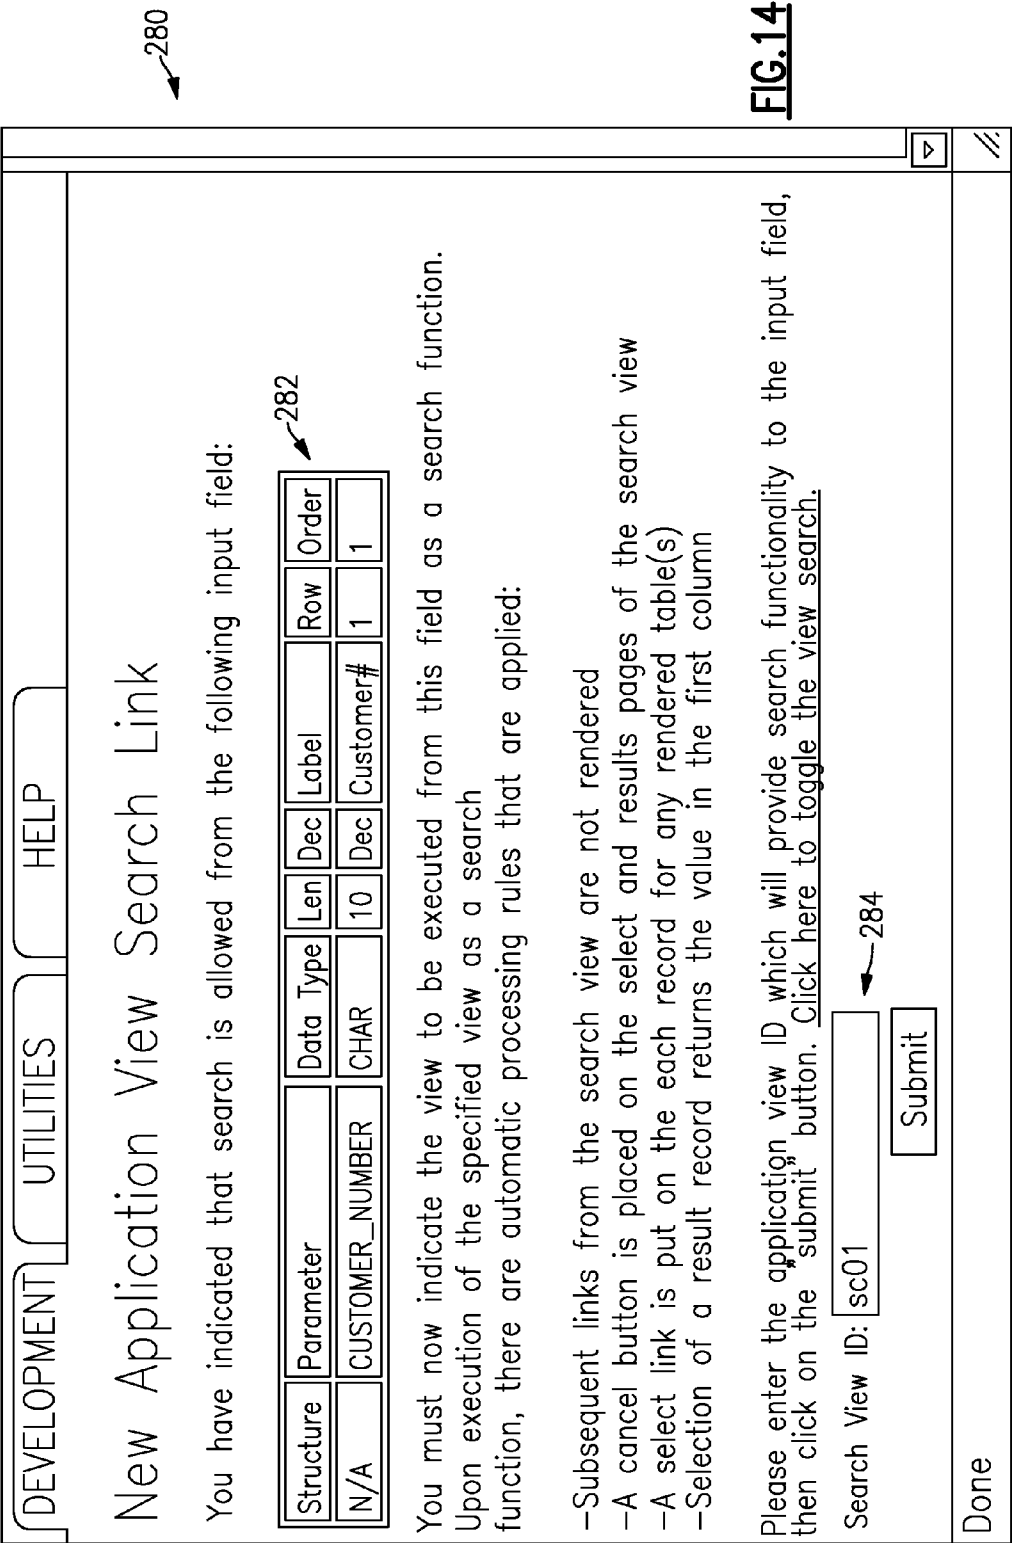 280
DEVELOPMENT UTILITIES HELP
New Application View Search Link
You have indicated that search is allowed from the following input field:
282
Structure Parameter Data Type Len Dec Label Row Order
N/A CUSTOMER_NUMBER CHAR 10 Dec Customer# 1 1
You must now indicate the view to be executed from this field as a search function.
Upon execution of the specified view as a search
function, there are automatic processing rules that are applied:
–Subsequent links from the search view are not rendered
–A cancel button is placed on the select and results pages of the search view
–A select link is put on the each record for any rendered table(s)
–Selection of a result record returns the value in the first column
Please enter the application view ID which will provide search functionality to the input field,
then click on the "submit" button. Click here to toggle the view search.
Search View ID: sc01
284
Submit
Done
FIG.14